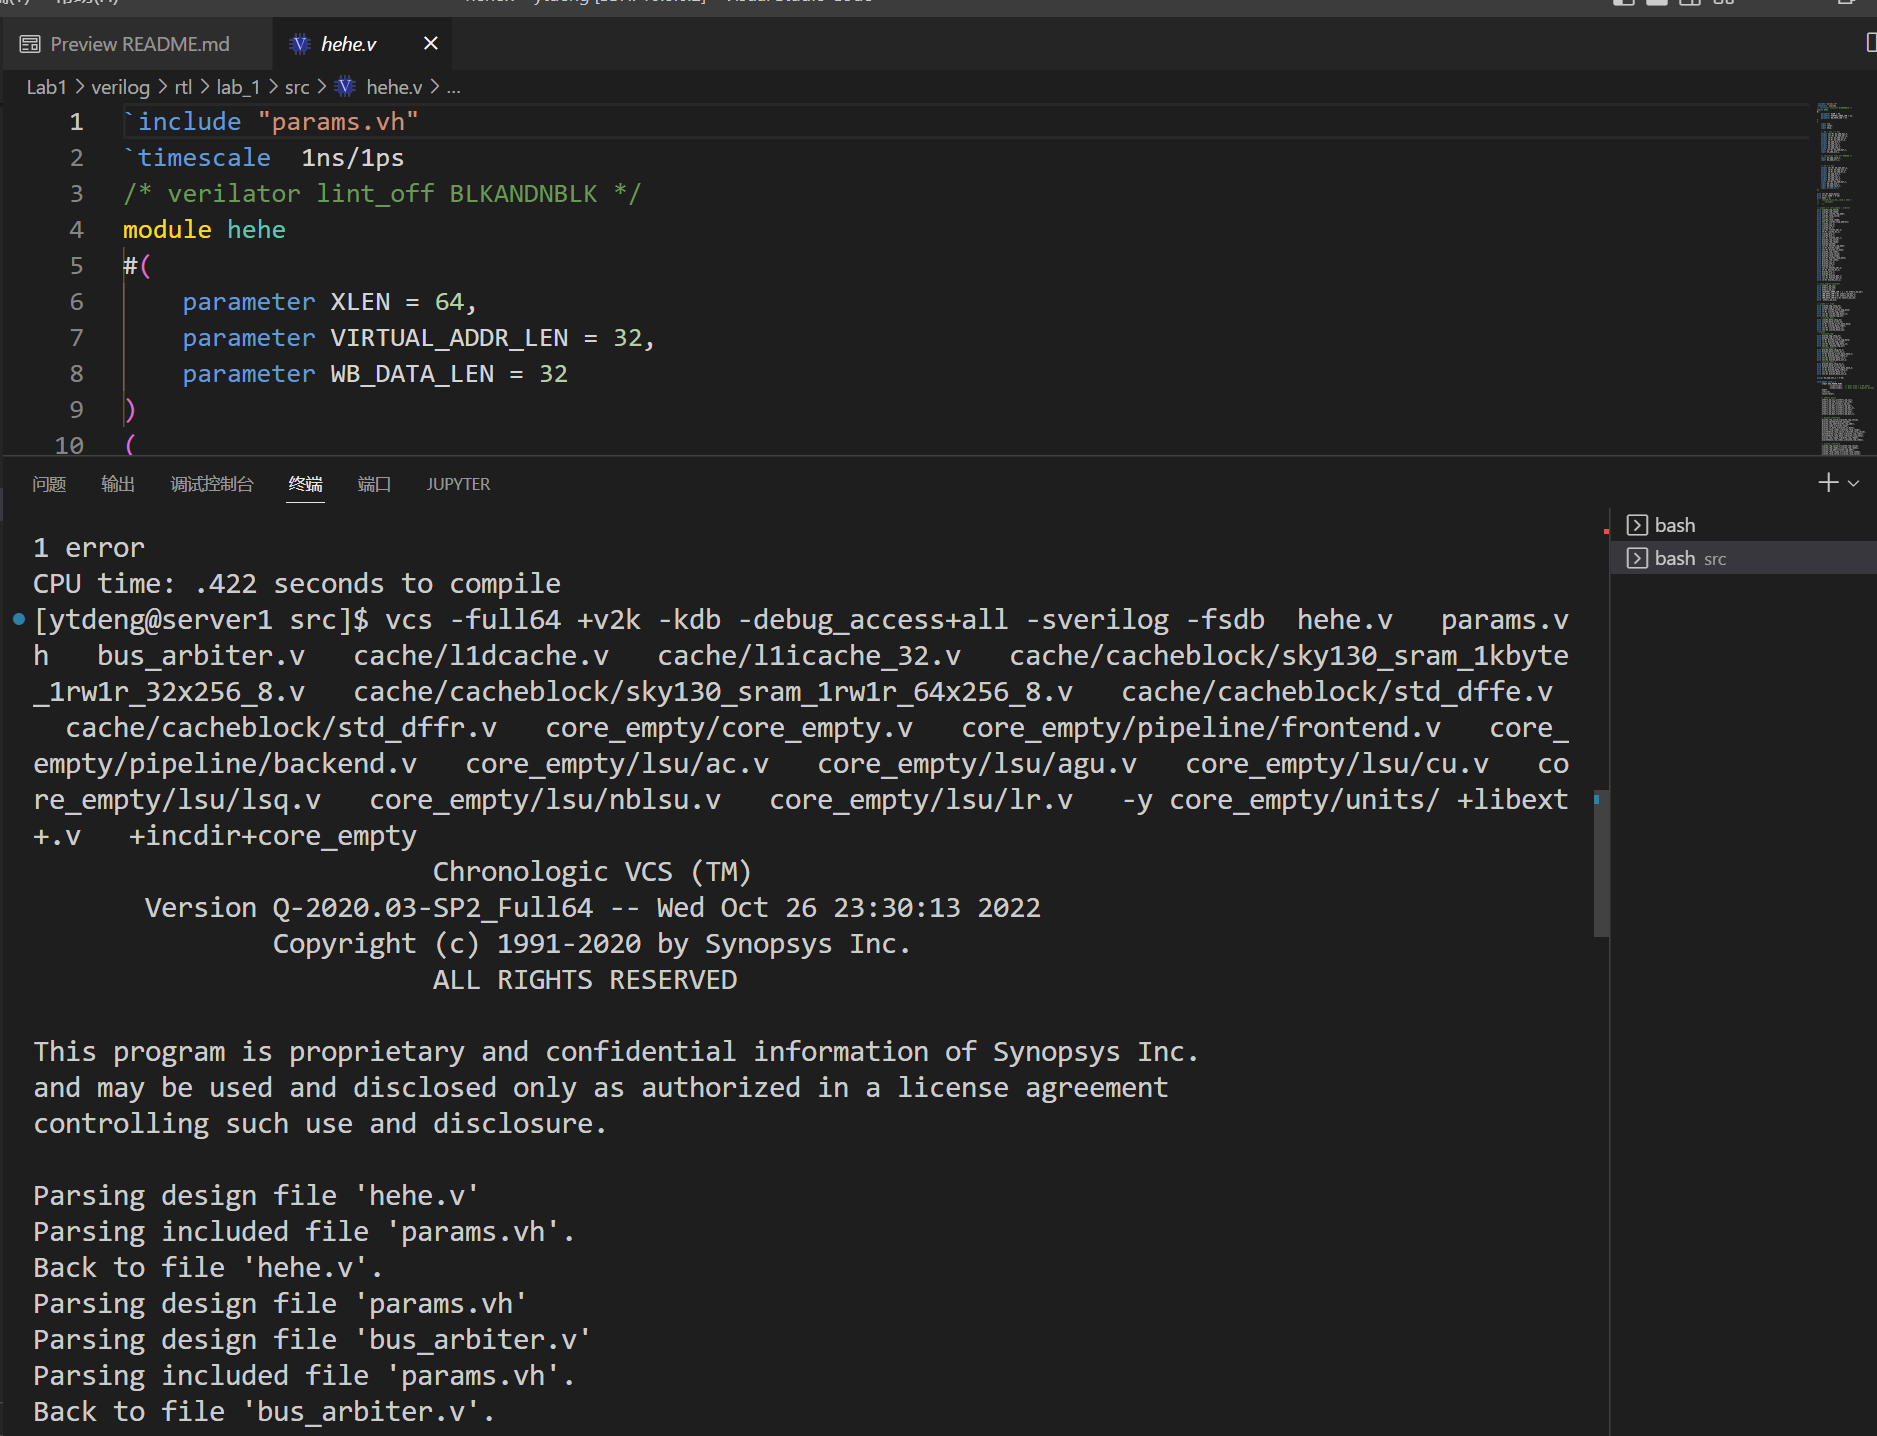 Preview README.md
hehe.v
Lab1 > verilog > rtl > lab_1 > src > hehe.v > ...
1 `include "params.vh"
2 `timescale  1ns/1ps
3 /* verilator lint_off BLKANDNBLK */
4 module hehe
5 #(
6     parameter XLEN = 64,
7     parameter VIRTUAL_ADDR_LEN = 32,
8     parameter WB_DATA_LEN = 32
9 )
10 (
问题 输出 调试控制台 终端 端口 JUPYTER
bash
bash src
1 error
CPU time: .422 seconds to compile
[ytdeng@server1 src]$ vcs -full64 +v2k -kdb -debug_access+all -sverilog -fsdb  hehe.v   params.v
h   bus_arbiter.v   cache/l1dcache.v   cache/l1icache_32.v   cache/cacheblock/sky130_sram_1kbyte
_1rw1r_32x256_8.v   cache/cacheblock/sky130_sram_1rw1r_64x256_8.v   cache/cacheblock/std_dffe.v
  cache/cacheblock/std_dffr.v   core_empty/core_empty.v   core_empty/pipeline/frontend.v   core_
empty/pipeline/backend.v   core_empty/lsu/ac.v   core_empty/lsu/agu.v   core_empty/lsu/cu.v   co
re_empty/lsu/lsq.v   core_empty/lsu/nblsu.v   core_empty/lsu/lr.v   -y core_empty/units/ +libext
+.v   +incdir+core_empty
Chronologic VCS (TM)
Version Q-2020.03-SP2_Full64 -- Wed Oct 26 23:30:13 2022
Copyright (c) 1991-2020 by Synopsys Inc.
ALL RIGHTS RESERVED
This program is proprietary and confidential information of Synopsys Inc.
and may be used and disclosed only as authorized in a license agreement
controlling such use and disclosure.
Parsing design file 'hehe.v'
Parsing included file 'params.vh'.
Back to file 'hehe.v'.
Parsing design file 'params.vh'
Parsing design file 'bus_arbiter.v'
Parsing included file 'params.vh'.
Back to file 'bus_arbiter.v'.